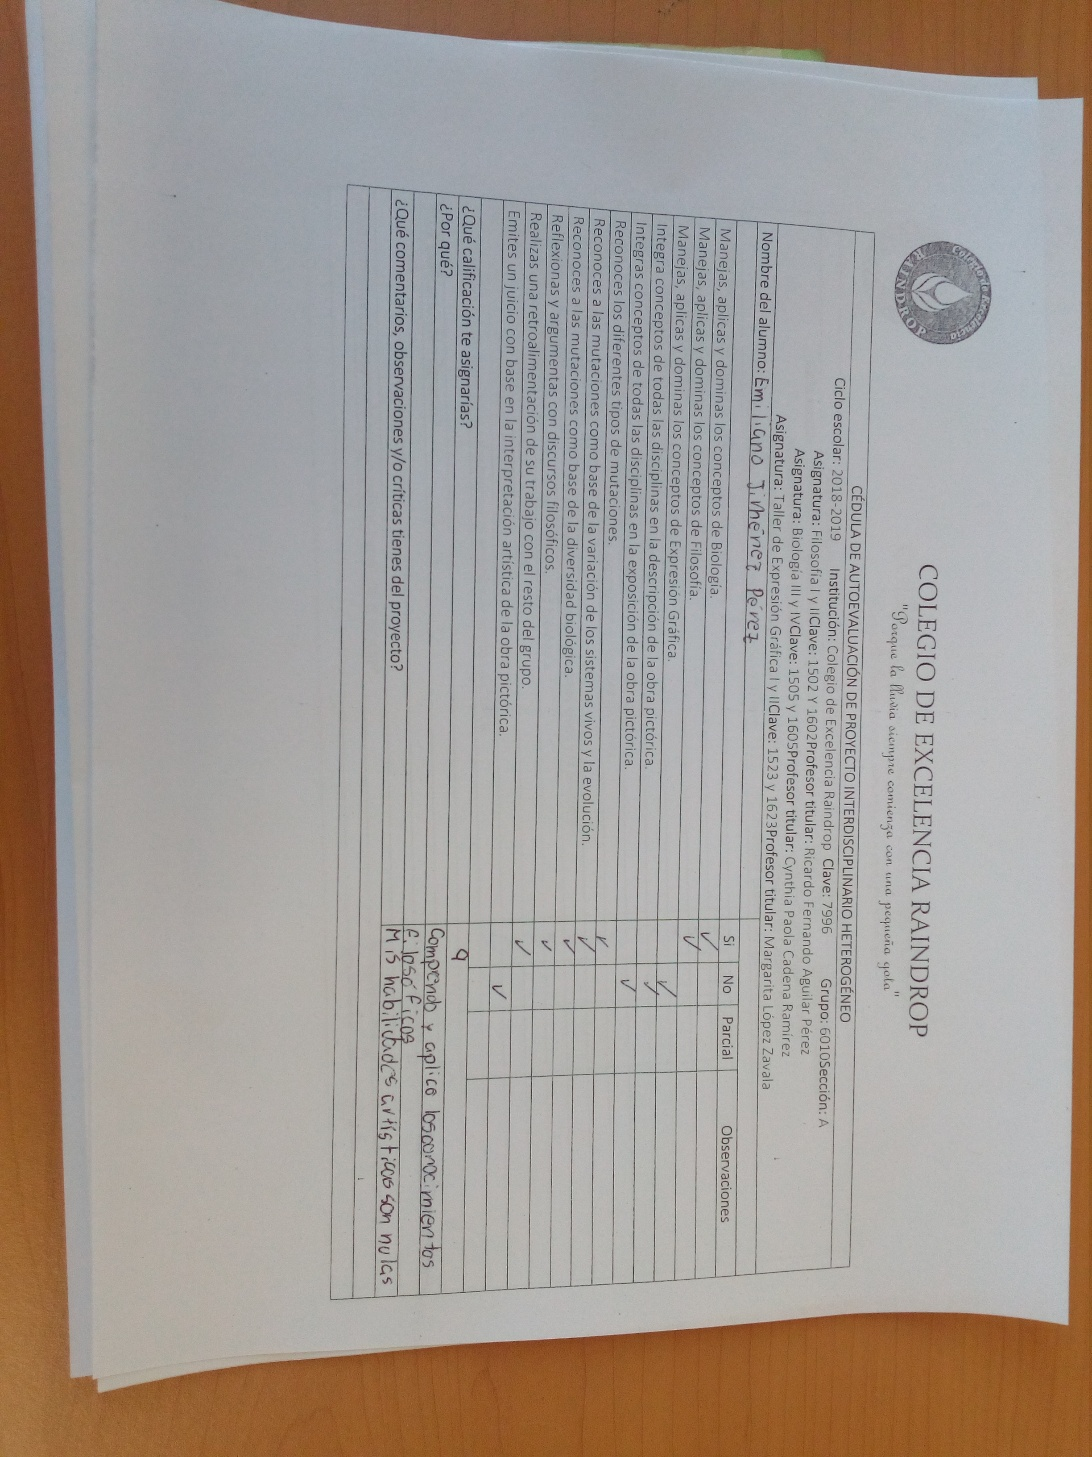 Colegio de Excelencia
RAINDROP
COLEGIO DE EXCELENCIA RAINDROP
"Porque la lluvia siempre comienza con una pequeña gota"
CÉDULA DE AUTOEVALUACIÓN DE PROYECTO INTERDISCIPLINARIO HETEROGÉNEO
Ciclo escolar: 2018-2019 Institución: Colegio de Excelencia Raindrop Clave: 7996 Grupo: 6010Sección: A
Asignatura: Filosofía I y IIClave: 1502 Y 1602Profesor titular: Ricardo Fernando Aguilar Pérez
Asignatura: Biología III y IVClave: 1505 y 1605Profesor titular: Cynthia Paola Cadena Ramírez
Asignatura: Taller de Expresión Gráfica I y IIClave: 1523 y 1623Profesor titular: Margarita López Zavala
Nombre del alumno: Emiliano Jiménez Pérez
Si No Parcial Observaciones
Manejas, aplicas y dominas los conceptos de Biología. ✓
Manejas, aplicas y dominas los conceptos de Filosofía. ✓
Manejas, aplicas y dominas los conceptos de Expresión Gráfica. ✓
Integra conceptos de todas las disciplinas en la descripción de la obra pictórica. ✓
Integras conceptos de todas las disciplinas en la exposición de la obra pictórica. ✓
Reconoces los diferentes tipos de mutaciones. ✓
Reconoces a las mutaciones como base de la variación de los sistemas vivos y la evolución. ✓
Reconoces a las mutaciones como base de la diversidad biológica. ✓
Reflexionas y argumentas con discursos filosóficos. ✓
Realizas una retroalimentación de su trabajo con el resto del grupo. ✓
Emites un juicio con base en la interpretación artística de la obra pictórica. ✓
¿Qué calificación te asignarías? 9
¿Por qué? Comprendo y aplico los conocimientos
filosóficos
¿Qué comentarios, observaciones y/o críticas tienes del proyecto? Mis habilidades artísticas son nulas